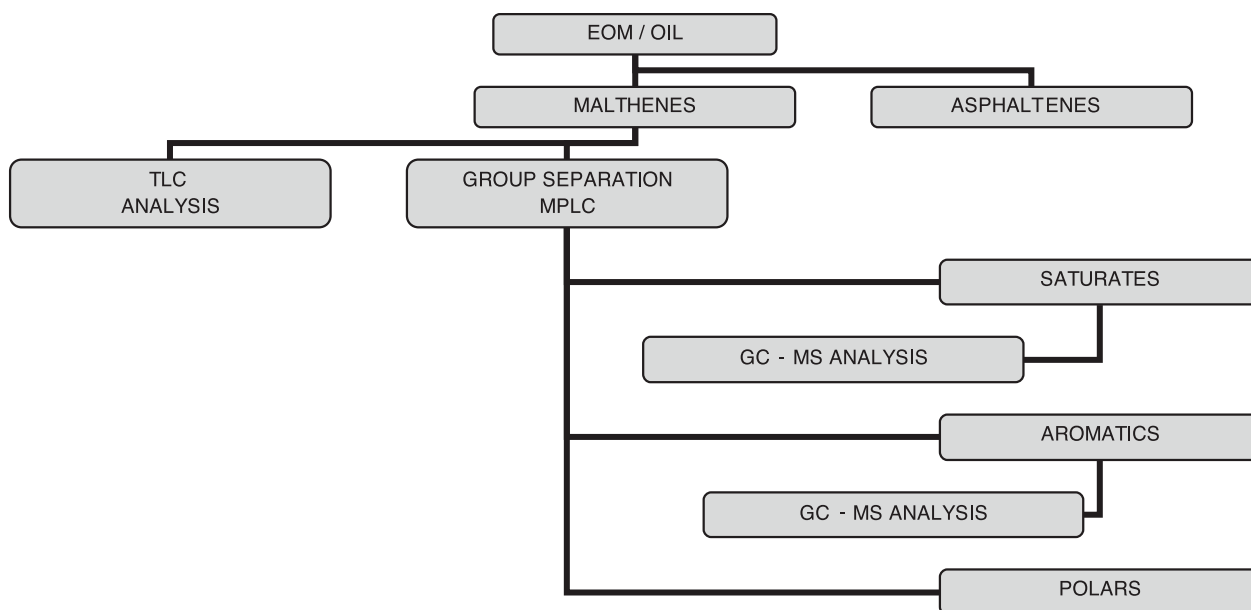 EOM / OIL
MALTHENES
ASPHALTENES
TLC
ANALYSIS
GROUP SEPARATION
MPLC
SATURATES
GC - MS ANALYSIS
AROMATICS
GC - MS ANALYSIS
POLARS